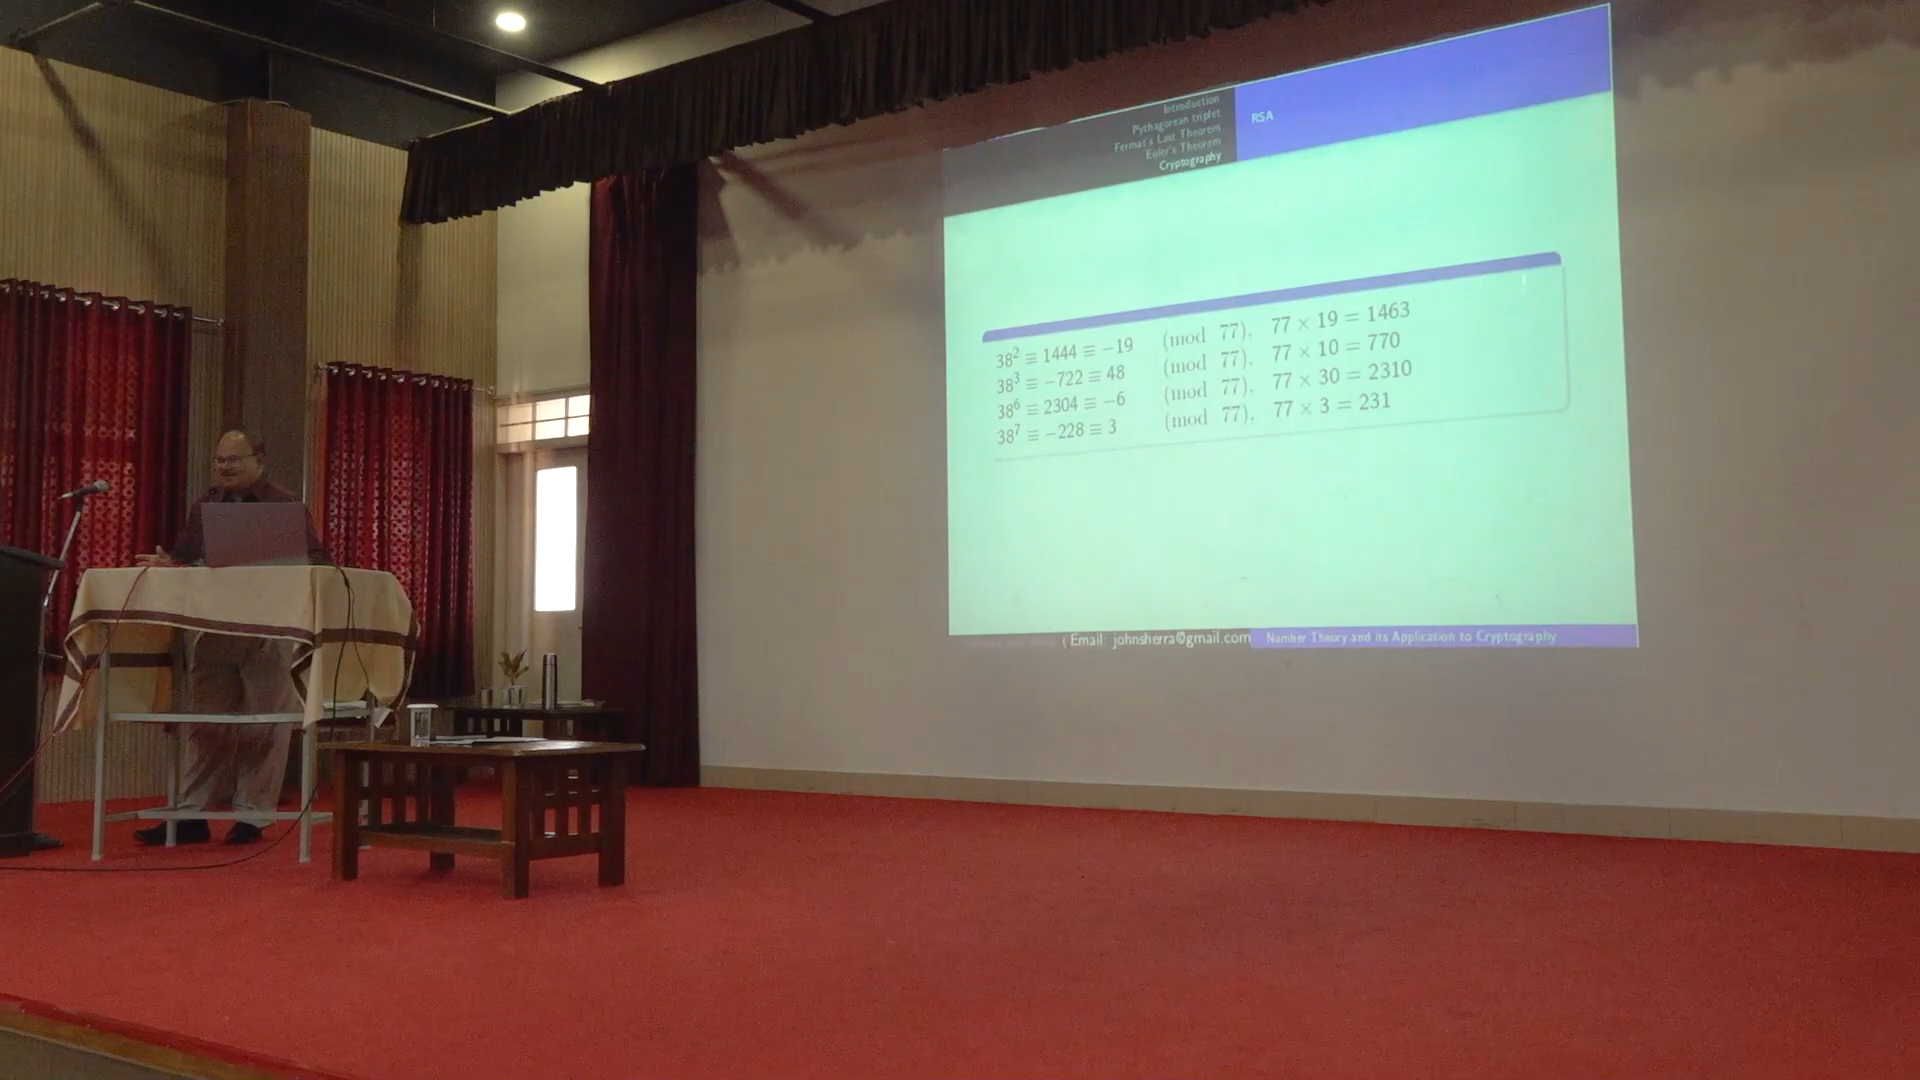 Introduction
Pythagorean triplet
Fermat's Last Theorem
Euler's Theorem
Cryptography
RSA
38² ≡ 1444 ≡ −19 (mod 77), 77 × 19 = 1463
38³ ≡ −722 ≡ 48 (mod 77), 77 × 10 = 770
38⁶ ≡ 2304 ≡ −6 (mod 77), 77 × 30 = 2310
38⁷ ≡ −228 ≡ 3 (mod 77), 77 × 3 = 231
( Email: johnsherra@gmail.com
Number Theory and its Application to Cryptography